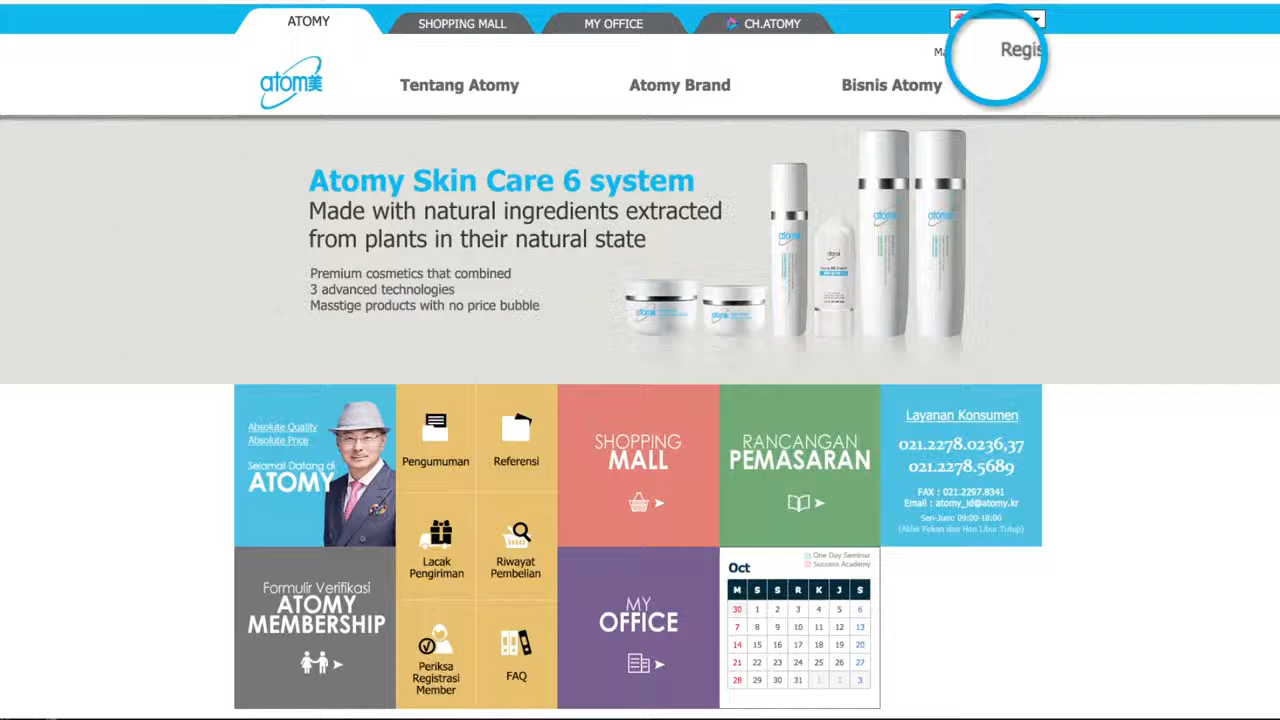 ATOMY
SHOPPING MALL
MY OFFICE
CH.ATOMY
Ma
Regis
atom美
Tentang Atomy
Atomy Brand
Bisnis Atomy
Atomy Skin Care 6 system
Made with natural ingredients extracted
from plants in their natural state
Premium cosmetics that combined
3 advanced technologies
Masstige products with no price bubble
Absolute Quality
Absolute Price
Selamat Datang di
ATOMY
Pengumuman
Referensi
SHOPPING
MALL
RANCANGAN
PEMASARAN
Layanan Konsumen
021.2278.0236,37
021.2278.5689
FAX : 021.2297.8341
Email : atomy_id@atomy.kr
Sen-Jum: 09:00-18:00
(Akhir Pekan dan Hari Libur Tutup)
Formulir Verifikasi
ATOMY
MEMBERSHIP
Lacak
Pengiriman
Riwayat
Pembelian
Periksa
Registrasi
Member
FAQ
MY
OFFICE
Oct
One Day Seminar
Success Academy
M S S R K J S
30 1 2 3 4 5 6
7 8 9 10 11 12 13
14 15 16 17 18 19 20
21 22 23 24 25 26 27
28 29 30 31 1 2 3